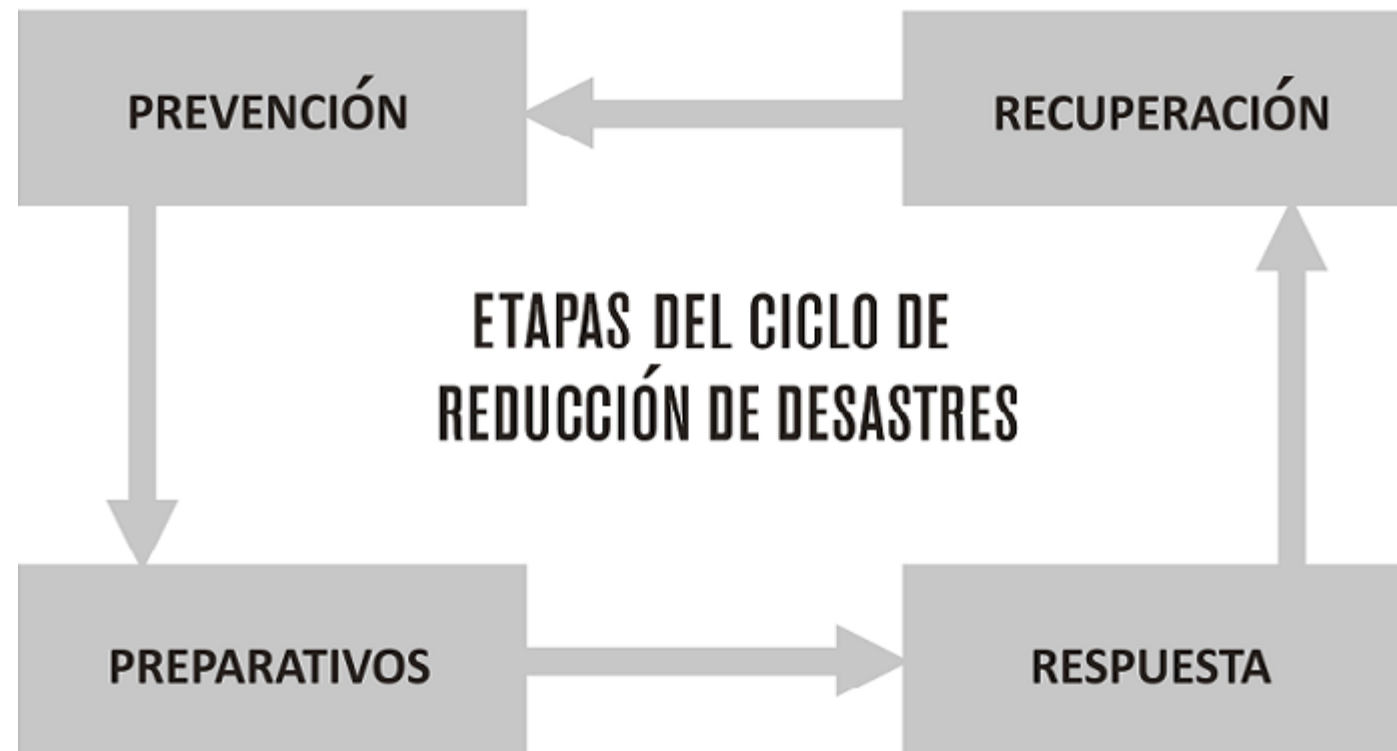 PREVENCIÓN
RECUPERACIÓN
ETAPAS DEL CICLO DE
REDUCCIÓN DE DESASTRES
PREPARATIVOS
RESPUESTA